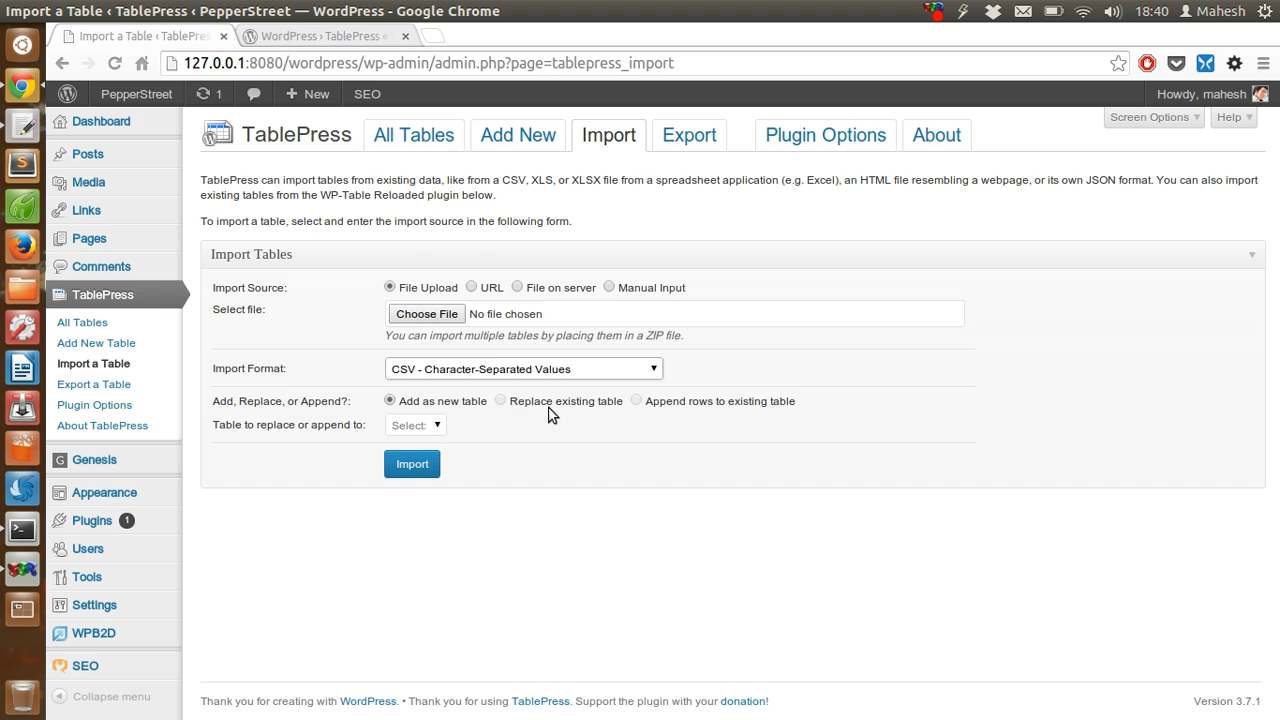 Import a Table ‹ TablePress ‹ PepperStreet — WordPress - Google Chrome
18:40 Mahesh
Import a Table ‹ TablePres
WordPress › TablePress «
127.0.0.1:8080/wordpress/wp-admin/admin.php?page=tablepress_import
PepperStreet 1 + New SEO
Howdy, mahesh
Dashboard
Posts
Media
Links
Pages
Comments
TablePress
All Tables
Add New Table
Import a Table
Export a Table
Plugin Options
About TablePress
Genesis
Appearance
Plugins 1
Users
Tools
Settings
WPB2D
SEO
Collapse menu
Screen Options Help
TablePress All Tables Add New Import Export Plugin Options About
TablePress can import tables from existing data, like from a CSV, XLS, or XLSX file from a spreadsheet application (e.g. Excel), an HTML file resembling a webpage, or its own JSON format. You can also import
existing tables from the WP-Table Reloaded plugin below.
To import a table, select and enter the import source in the following form.
Import Tables
Import Source: File Upload URL File on server Manual Input
Select file: Choose File No file chosen
You can import multiple tables by placing them in a ZIP file.
Import Format: CSV - Character-Separated Values
Add, Replace, or Append?: Add as new table Replace existing table Append rows to existing table
Table to replace or append to: Select:
Import
Thank you for creating with WordPress. • Thank you for using TablePress. Support the plugin with your donation!
Version 3.7.1